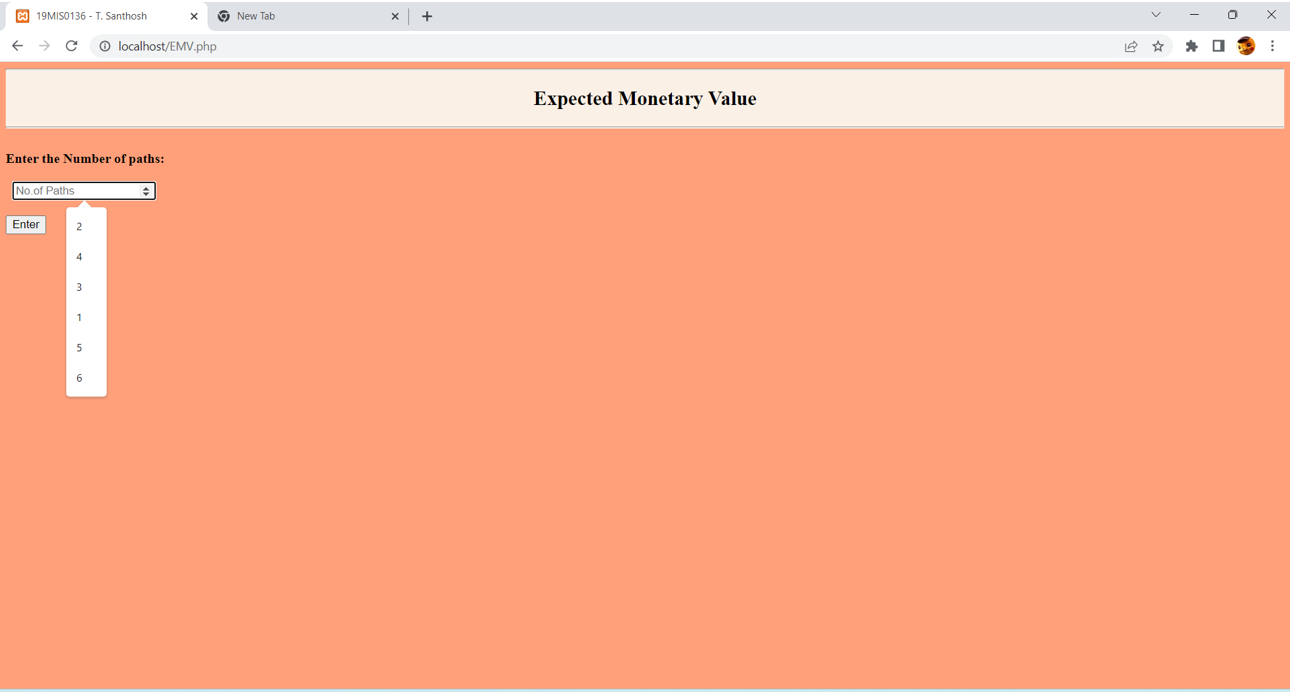 19MIS0136 - T. Santhosh
New Tab
localhost/EMV.php
Expected Monetary Value
Enter the Number of paths:
No.of Paths
Enter
2
4
3
1
5
6